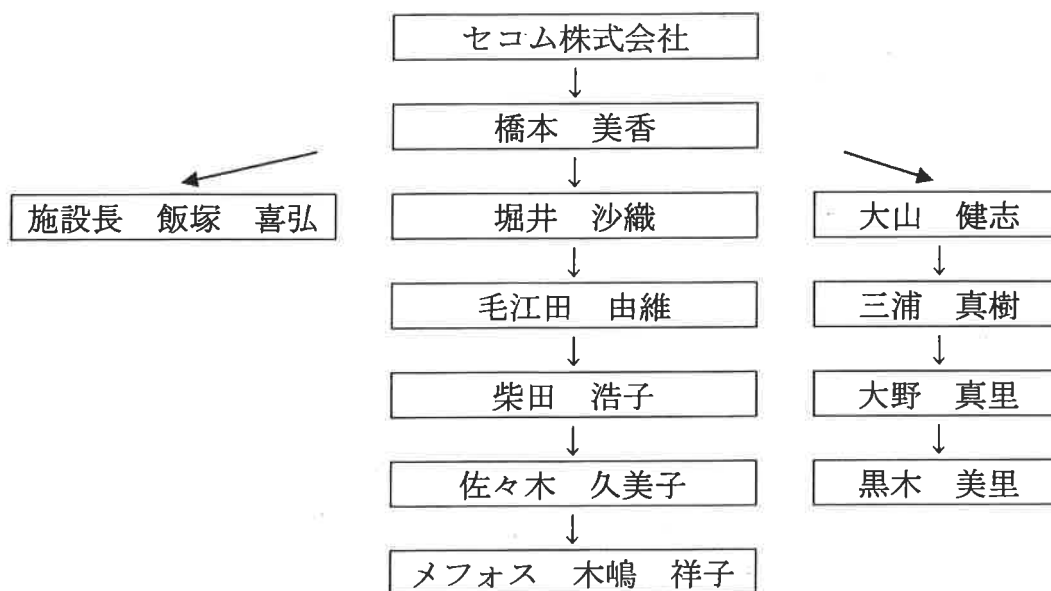 セコム株式会社
↓
橋本 美香
↓
施設長 飯塚 喜弘
堀井 沙織
大山 健志
↓
↓
毛江田 由維
三浦 真樹
↓
↓
柴田 浩子
大野 真里
↓
↓
佐々木 久美子
黒木 美里
↓
メフォス 木嶋 祥子